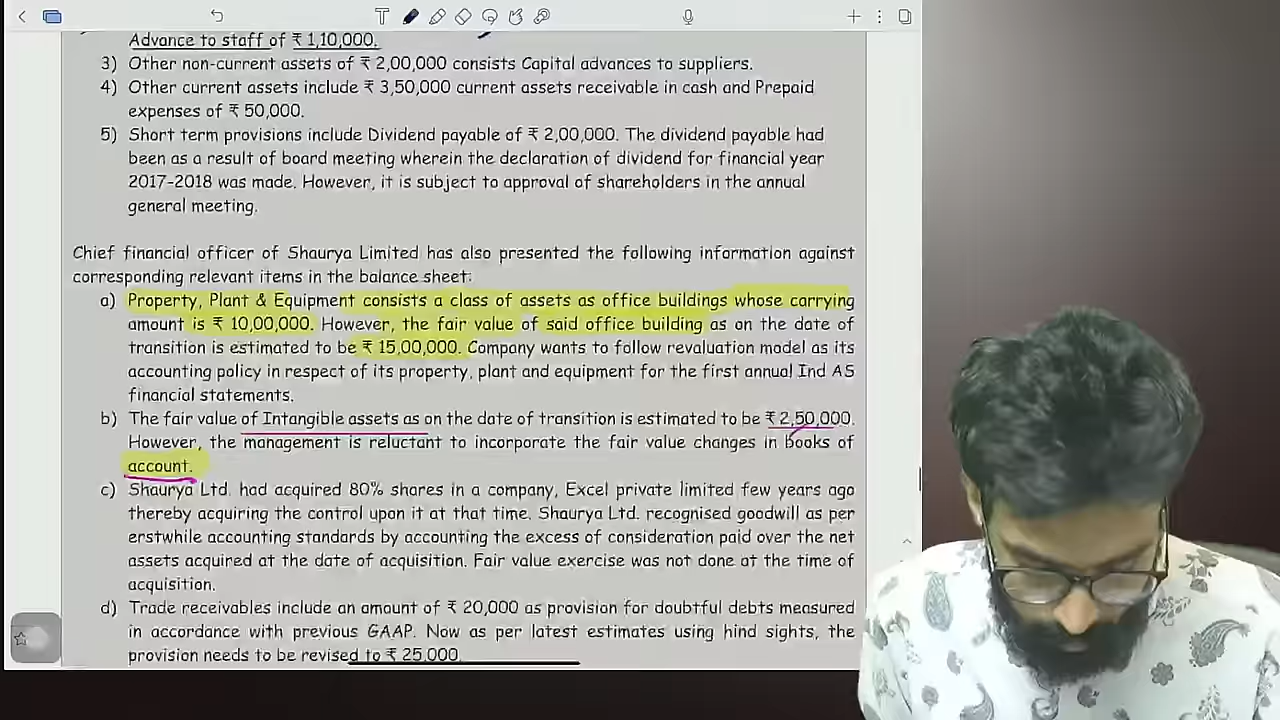 Advance to staff of ₹ 1,10,000.
3) Other non-current assets of ₹ 2,00,000 consists Capital advances to suppliers.
4) Other current assets include ₹ 3,50,000 current assets receivable in cash and Prepaid
expenses of ₹ 50,000.
5) Short term provisions include Dividend payable of ₹ 2,00,000. The dividend payable had
been as a result of board meeting wherein the declaration of dividend for financial year
2017-2018 was made. However, it is subject to approval of shareholders in the annual
general meeting.
Chief financial officer of Shaurya Limited has also presented the following information against
corresponding relevant items in the balance sheet:
a) Property, Plant & Equipment consists a class of assets as office buildings whose carrying
amount is ₹ 10,00,000. However, the fair value of said office building as on the date of
transition is estimated to be ₹ 15,00,000. Company wants to follow revaluation model as its
accounting policy in respect of its property, plant and equipment for the first annual Ind AS
financial statements.
b) The fair value of Intangible assets as on the date of transition is estimated to be ₹ 2,50,000.
However, the management is reluctant to incorporate the fair value changes in books of
account.
c) Shaurya Ltd. had acquired 80% shares in a company, Excel private limited few years ago
thereby acquiring the control upon it at that time. Shaurya Ltd. recognised goodwill as per
erstwhile accounting standards by accounting the excess of consideration paid over the net
assets acquired at the date of acquisition. Fair value exercise was not done at the time of
acquisition.
d) Trade receivables include an amount of ₹ 20,000 as provision for doubtful debts measured
in accordance with previous GAAP. Now as per latest estimates using hind sights, the
provision needs to be revised to ₹ 25,000.